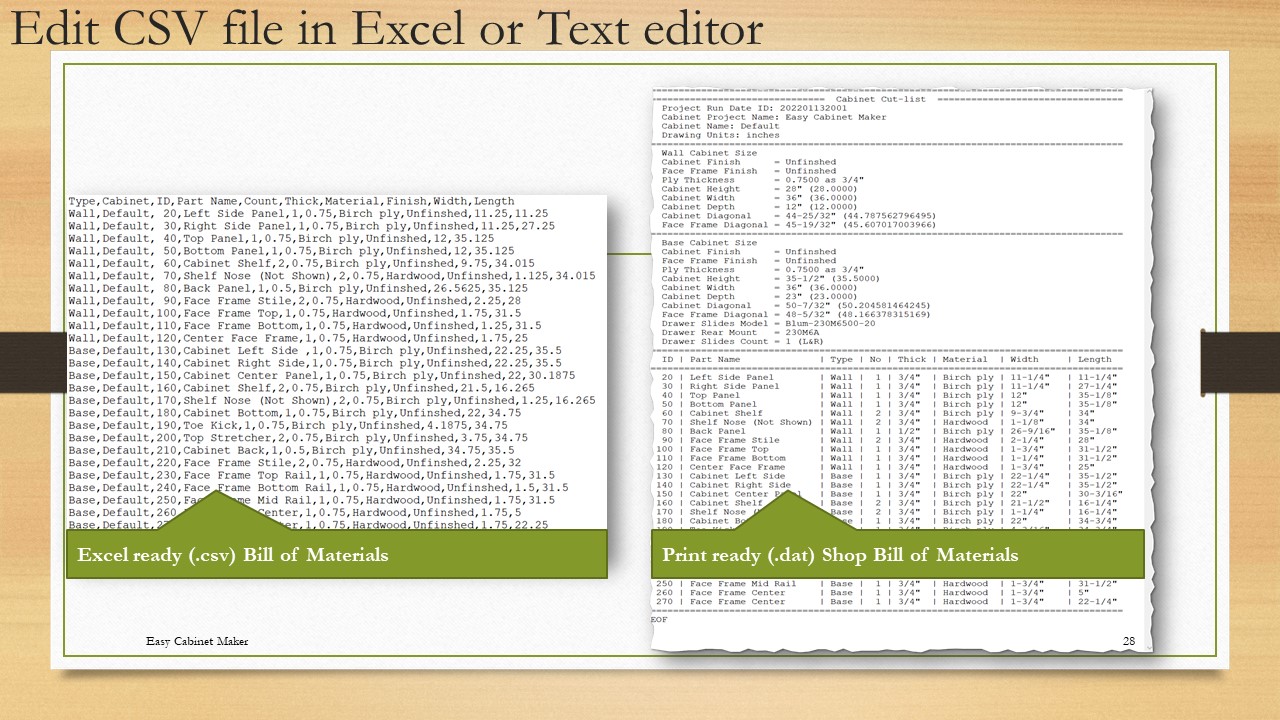 Edit CSV file in Excel or Text editor
Type,Cabinet,ID,Part Name,Count,Thick,Material,Finish,Width,Length
Wall,Default, 20,Left Side Panel,1,0.75,Birch ply,Unfinshed,11.25,11.25
Wall,Default, 30,Right Side Panel,1,0.75,Birch ply,Unfinshed,11.25,27.25
Wall,Default, 40,Top Panel,1,0.75,Birch ply,Unfinshed,12,35.125
Wall,Default, 50,Bottom Panel,1,0.75,Birch ply,Unfinshed,12,35.125
Wall,Default, 60,Cabinet Shelf,2,0.75,Birch ply,Unfinshed,9.75,34.015
Wall,Default, 70,Shelf Nose (Not Shown),2,0.75,Hardwood,Unfinshed,1.125,34.015
Wall,Default, 80,Back Panel,1,0.5,Birch ply,Unfinshed,26.5625,35.125
Wall,Default, 90,Face Frame Stile,2,0.75,Hardwood,Unfinshed,2.25,28
Wall,Default,100,Face Frame Top,1,0.75,Hardwood,Unfinshed,1.75,31.5
Wall,Default,110,Face Frame Bottom,1,0.75,Hardwood,Unfinshed,1.25,31.5
Wall,Default,120,Center Face Frame,1,0.75,Hardwood,Unfinshed,1.75,25
Base,Default,130,Cabinet Left Side ,1,0.75,Birch ply,Unfinshed,22.25,35.5
Base,Default,140,Cabinet Right Side,1,0.75,Birch ply,Unfinshed,22.25,35.5
Base,Default,150,Cabinet Center Panel,1,0.75,Birch ply,Unfinshed,22,30.1875
Base,Default,160,Cabinet Shelf,2,0.75,Birch ply,Unfinshed,21.5,16.265
Base,Default,170,Shelf Nose (Not Shown),2,0.75,Birch ply,Unfinshed,1.25,16.265
Base,Default,180,Cabinet Bottom,1,0.75,Birch ply,Unfinshed,22,34.75
Base,Default,190,Toe Kick,1,0.75,Birch ply,Unfinshed,4.1875,34.75
Base,Default,200,Top Stretcher,2,0.75,Birch ply,Unfinshed,3.75,34.75
Base,Default,210,Cabinet Back,1,0.5,Birch ply,Unfinshed,34.75,35.5
Base,Default,220,Face Frame Stile,2,0.75,Hardwood,Unfinshed,2.25,32
Base,Default,230,Face Frame Top Rail,1,0.75,Hardwood,Unfinshed,1.75,31.5
Base,Default,240,Face Frame Bottom Rail,1,0.75,Hardwood,Unfinshed,1.5,31.5
Base,Default,250,Face Frame Mid Rail,1,0.75,Hardwood,Unfinshed,1.75,31.5
Base,Default,260 Center,1,0.75,Hardwood,Unfinshed,1.75,5
Base,Default 0.75,Hardwood,Unfinshed,1.75,22.25
Excel ready (.csv) Bill of Materials
Easy Cabinet Maker
Cabinet Cut-list
Project Run Date ID: 202201132001
Cabinet Project Name: Easy Cabinet Maker
Cabinet Name: Default
Drawing Units: inches
Wall Cabinet Size
Cabinet Finish = Unfinshed
Face Frame Finish = Unfinshed
Ply Thickness = 0.7500 as 3/4"
Cabinet Height = 28" (28.0000)
Cabinet Width = 36" (36.0000)
Cabinet Depth = 12" (12.0000)
Cabinet Diagonal = 44-25/32" (44.787562796495)
Face Frame Diagonal = 45-19/32" (45.607017003966)
Base Cabinet Size
Cabinet Finish = Unfinshed
Face Frame Finish = Unfinshed
Ply Thickness = 0.7500 as 3/4"
Cabinet Height = 35-1/2" (35.5000)
Cabinet Width = 36" (36.0000)
Cabinet Depth = 23" (23.0000)
Cabinet Diagonal = 50-7/32" (50.204581464245)
Face Frame Diagonal = 48-5/32" (48.166378315169)
Drawer Slides Model = Blum-230M6500-20
Drawer Rear Mount = 230M6A
Drawer Slides Count = 1 (L&R)
ID | Part Name | Type | No | Thick | Material | Width | Length
20 | Left Side Panel | Wall | 1 | 3/4" | Birch ply | 11-1/4" | 11-1/4"
30 | Right Side Panel | Wall | 1 | 3/4" | Birch ply | 11-1/4" | 27-1/4"
40 | Top Panel | Wall | 1 | 3/4" | Birch ply | 12" | 35-1/8"
50 | Bottom Panel | Wall | 1 | 3/4" | Birch ply | 12" | 35-1/8"
60 | Cabinet Shelf | Wall | 2 | 3/4" | Birch ply | 9-3/4" | 34"
70 | Shelf Nose (Not Shown) | Wall | 2 | 3/4" | Hardwood | 1-1/8" | 34"
80 | Back Panel | Wall | 1 | 1/2" | Birch ply | 26-9/16" | 35-1/8"
90 | Face Frame Stile | Wall | 2 | 3/4" | Hardwood | 2-1/4" | 28"
100 | Face Frame Top | Wall | 1 | 3/4" | Hardwood | 1-3/4" | 31-1/2"
110 | Face Frame Bottom | Wall | 1 | 3/4" | Hardwood | 1-1/4" | 31-1/2"
120 | Center Face Frame | Wall | 1 | 3/4" | Hardwood | 1-3/4" | 25"
130 | Cabinet Left Side | Base | 1 | 3/4" | Birch ply | 22-1/4" | 35-1/2"
140 | Cabinet Right Side | Base | 1 | 3/4" | Birch ply | 22-1/4" | 35-1/2"
150 | Cabinet Center | Base | 1 | 3/4" | Birch ply | 22" | 30-3/16"
160 | Cabinet Shelf | Base | 2 | 3/4" | Birch ply | 21-1/2" | 16-1/4"
170 | Shelf Nose | Base | 2 | 3/4" | Birch ply | 1-1/4" | 16-1/4"
180 | Cabinet | Base | 1 | 3/4" | Birch ply | 22" | 34-3/4"
Print ready (.dat) Shop Bill of Materials
250 | Face Frame Mid Rail | Base | 1 | 3/4" | Hardwood | 1-3/4" | 31-1/2"
260 | Face Frame Center | Base | 1 | 3/4" | Hardwood | 1-3/4" | 5"
270 | Face Frame Center | Base | 1 | 3/4" | Hardwood | 1-3/4" | 22-1/4"
EOF
28